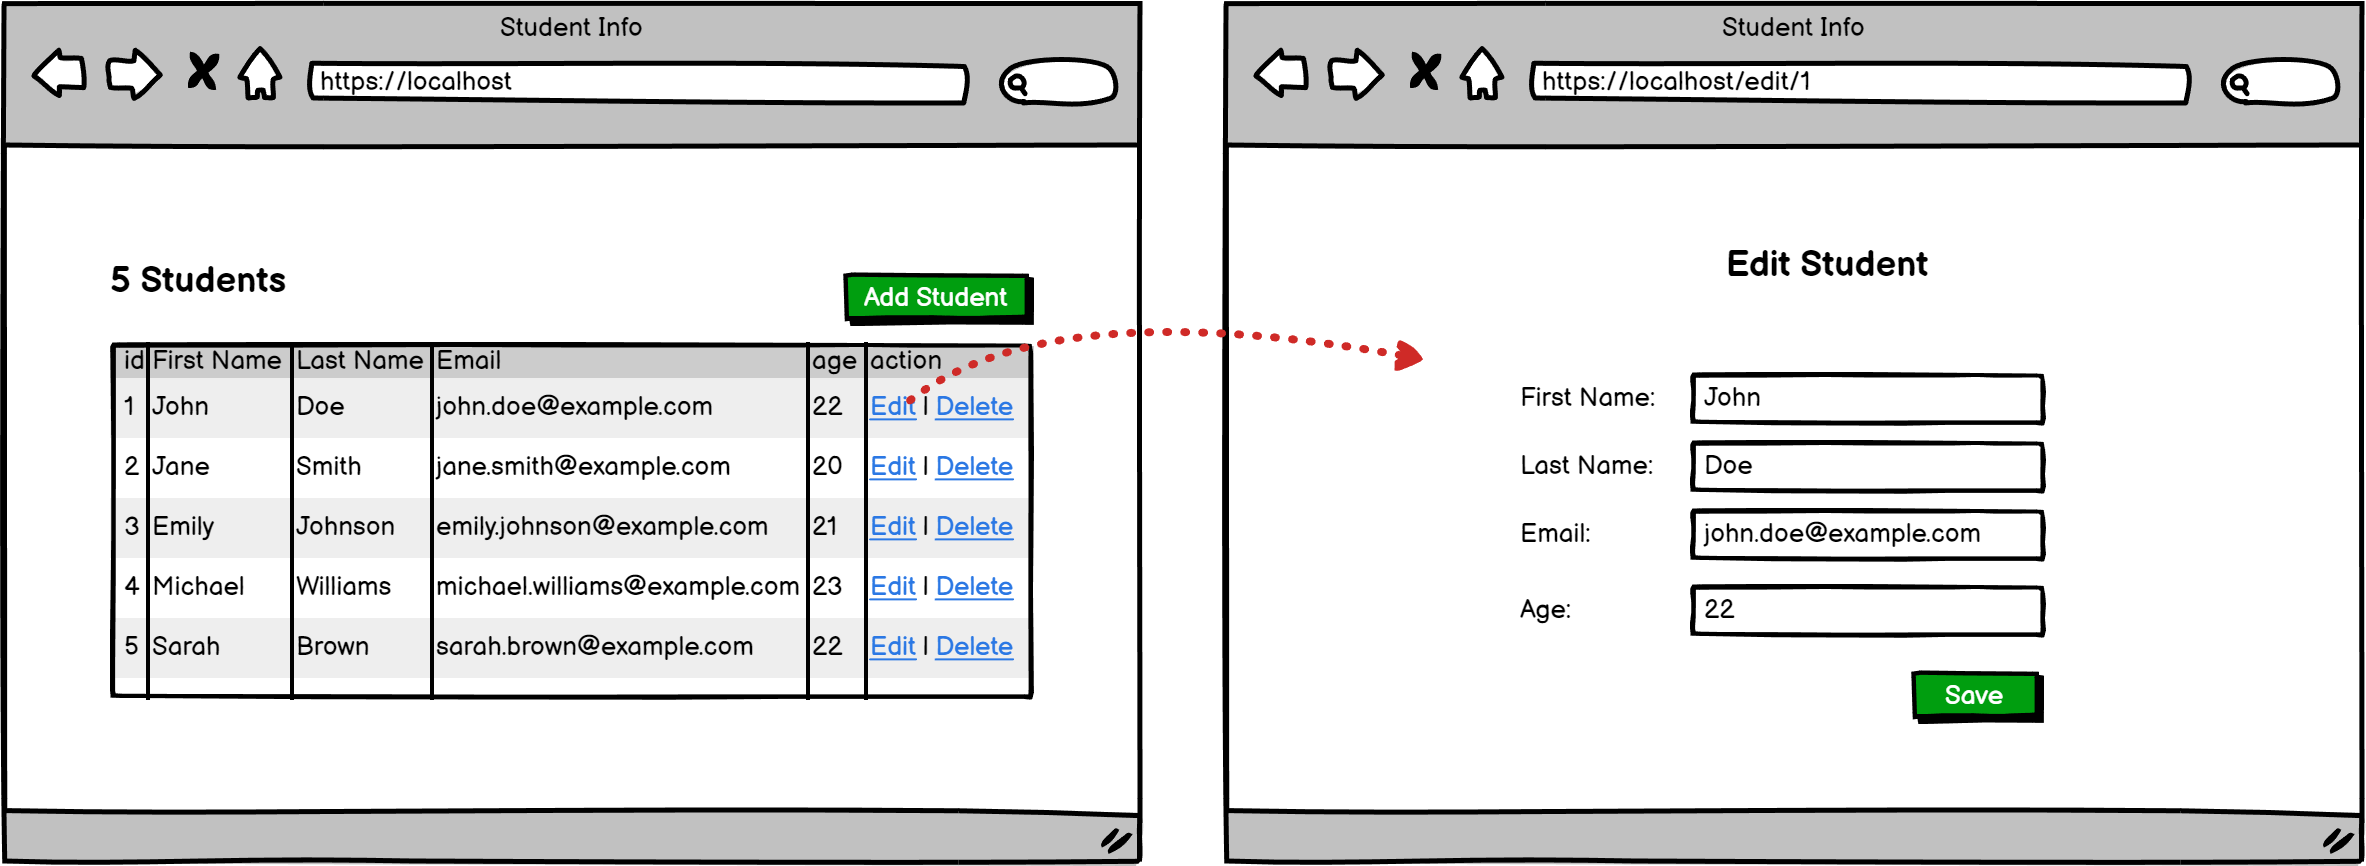 Student Info
https://localhost
5 Students
Add Student
id First Name Last Name Email age action
1 John Doe john.doe@example.com 22 Edit | Delete
2 Jane Smith jane.smith@example.com 20 Edit | Delete
3 Emily Johnson emily.johnson@example.com 21 Edit | Delete
4 Michael Williams michael.williams@example.com 23 Edit | Delete
5 Sarah Brown sarah.brown@example.com 22 Edit | Delete
Student Info
https://localhost/edit/1
Edit Student
First Name: John
Last Name: Doe
Email: john.doe@example.com
Age: 22
Save